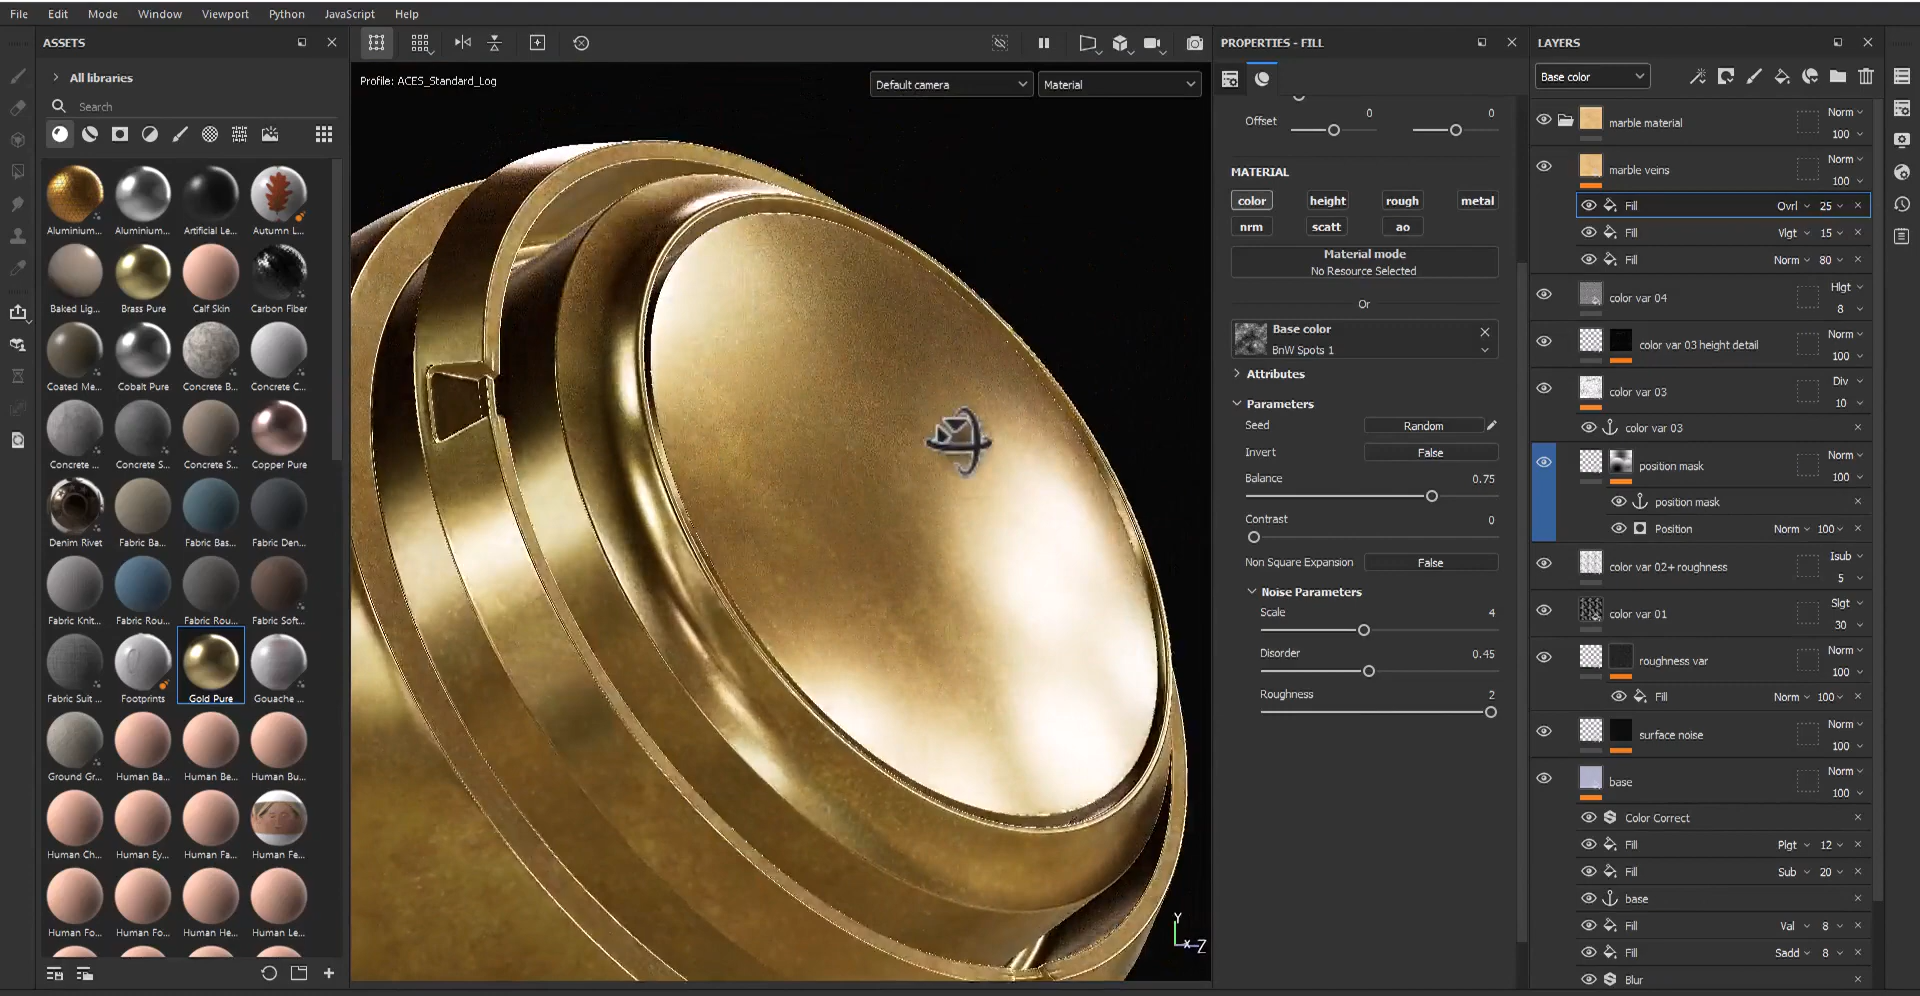 File Edit Mode Window Viewport Python JavaScript Help
ASSETS
All libraries
Search
Aluminium... Aluminium... Artificial Le... Autumn L...
Baked Lig... Brass Pure Calf Skin Carbon Fiber
Coated Me... Cobalt Pure Concrete B... Concrete C...
Concrete ... Concrete S... Concrete S... Copper Pure
Denim Rivet Fabric Ba... Fabric Bas... Fabric Den...
Fabric Knit... Fabric Rou... Fabric Rou... Fabric Soft...
Fabric Suit ... Footprints Gold Pure Gouache ...
Ground Gr... Human Ba... Human Be... Human Bu...
Human Ch... Human Ey... Human Fa... Human Fe...
Human Fo... Human Fo... Human He... Human Le...
Profile: ACES_Standard_Log
Default camera
Material
Y
X
Z
PROPERTIES - FILL
Offset 0 0
MATERIAL
color height rough metal
nrm scatt ao
Material mode
No Resource Selected
Or
Base color
BnW Spots 1
Attributes
Parameters
Seed Random
Invert False
Balance 0.75
Contrast 0
Non Square Expansion False
Noise Parameters
Scale 4
Disorder 0.45
Roughness 2
LAYERS
Base color
marble material Norm 100
marble veins Norm 100
Fill Ovrl 25
Fill Vlgt 15
Fill Norm 80
color var 04 Hlgt 8
color var 03 height detail Norm 100
color var 03 Div 10
color var 03
position mask Norm 100
position mask
Position Norm 100
color var 02+ roughness Isub 5
color var 01 Slgt 30
roughness var Norm 100
Fill Norm 100
surface noise Norm 100
base Norm 100
Color Correct
Fill Plgt 12
Fill Sub 20
base
Fill Val 8
Fill Sadd 8
Blur